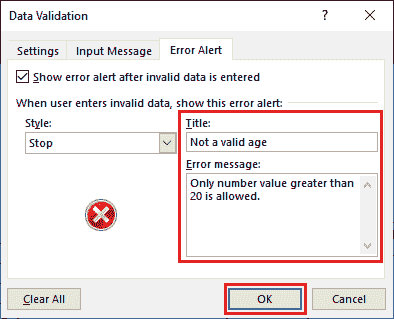 Data Validation ? ×
Settings Input Message Error Alert
Show error alert after invalid data is entered
When user enters invalid data, show this error alert:
Style: Title:
Stop Not a valid age
Error message:
Only number value greater than
20 is allowed.
Clear All OK Cancel